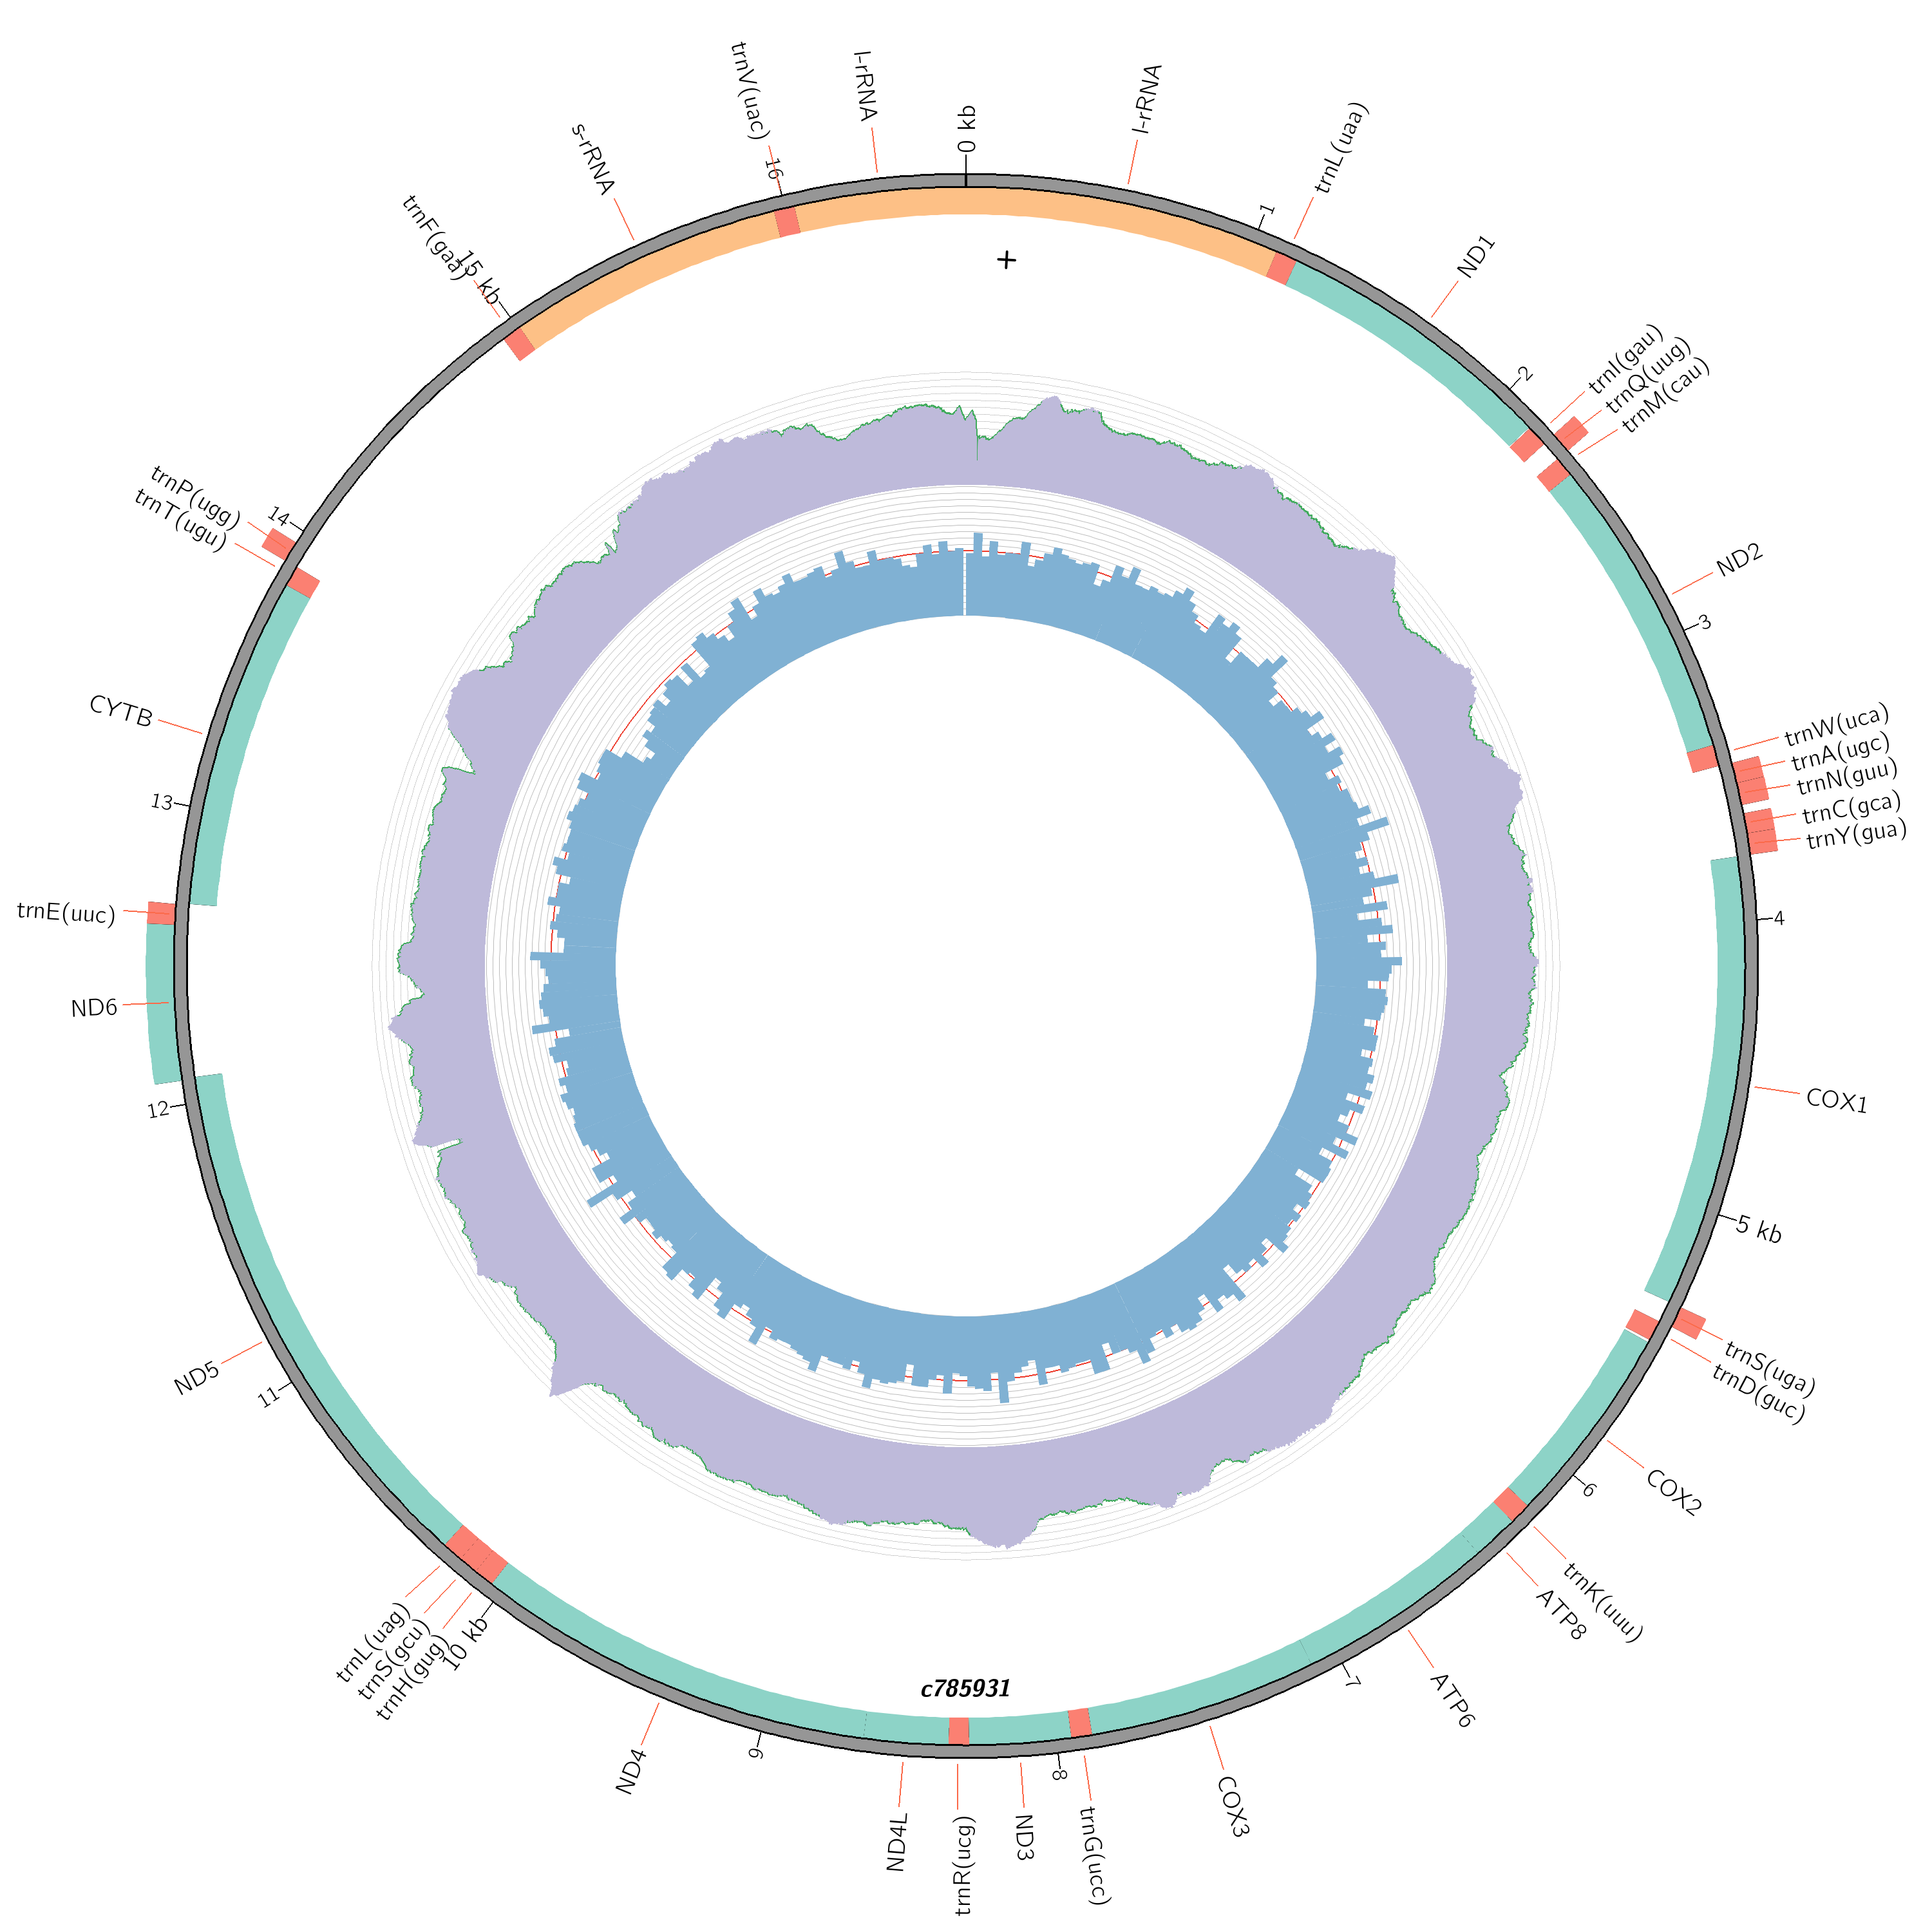 0 kb
l-rRNA
1
trnL(uaa)
ND1
2
trnI(gau)
trnQ(uug)
trnM(cau)
ND2
3
trnW(uca)
trnA(ugc)
trnN(guu)
trnC(gca)
trnY(gua)
4
COX1
5 kb
trnS(uga)
trnD(guc)
COX2
6
trnK(uuu)
ATP8
ATP6
7
COX3
trnG(ucc)
8
ND3
trnR(ucg)
ND4L
9
ND4
10 kb
trnH(gug)
trnS(gcu)
trnL(uag)
11
ND5
12
ND6
trnE(uuc)
13
CYTB
trnT(ugu)
trnP(ugg)
14
15 kb
trnF(gaa)
s-rRNA
16
trnV(uac)
l-rRNA
+
c785931